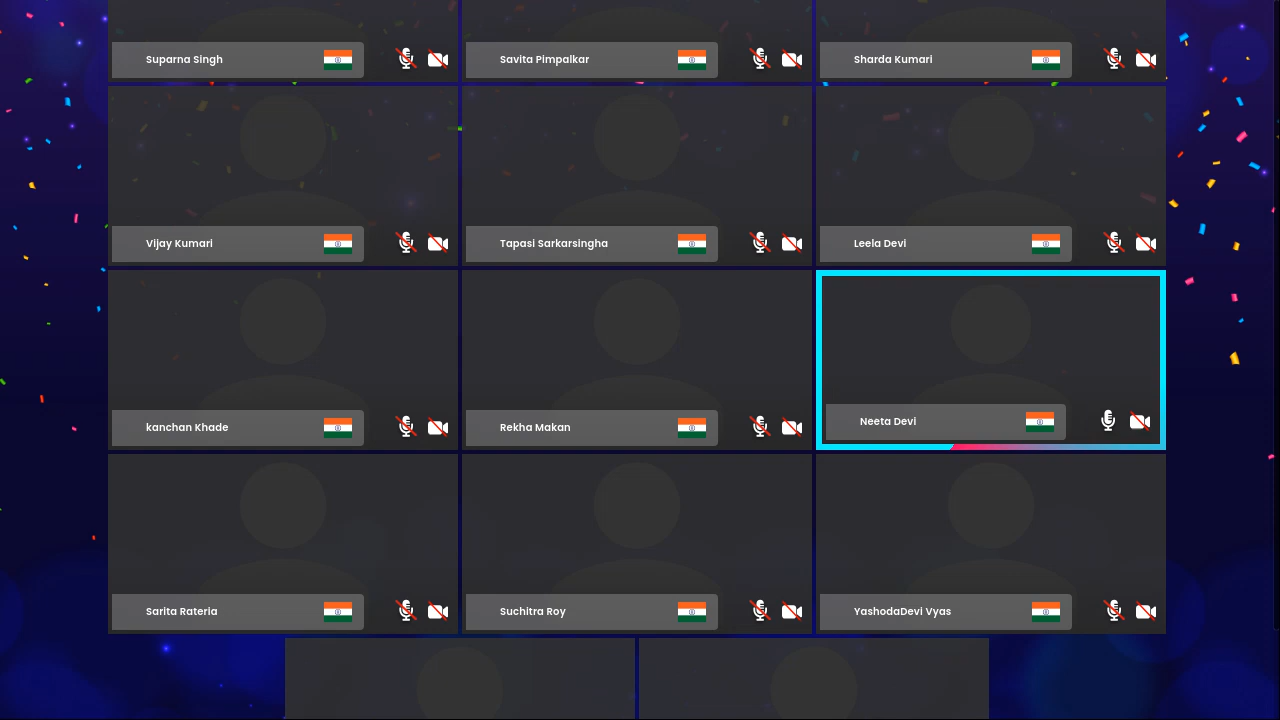 Suparna Singh
Savita Pimpalkar
Sharda Kumari
Vijay Kumari
Tapasi Sarkarsingha
Leela Devi
kanchan Khade
Rekha Makan
Neeta Devi
Sarita Rateria
Suchitra Roy
YashodaDevi Vyas